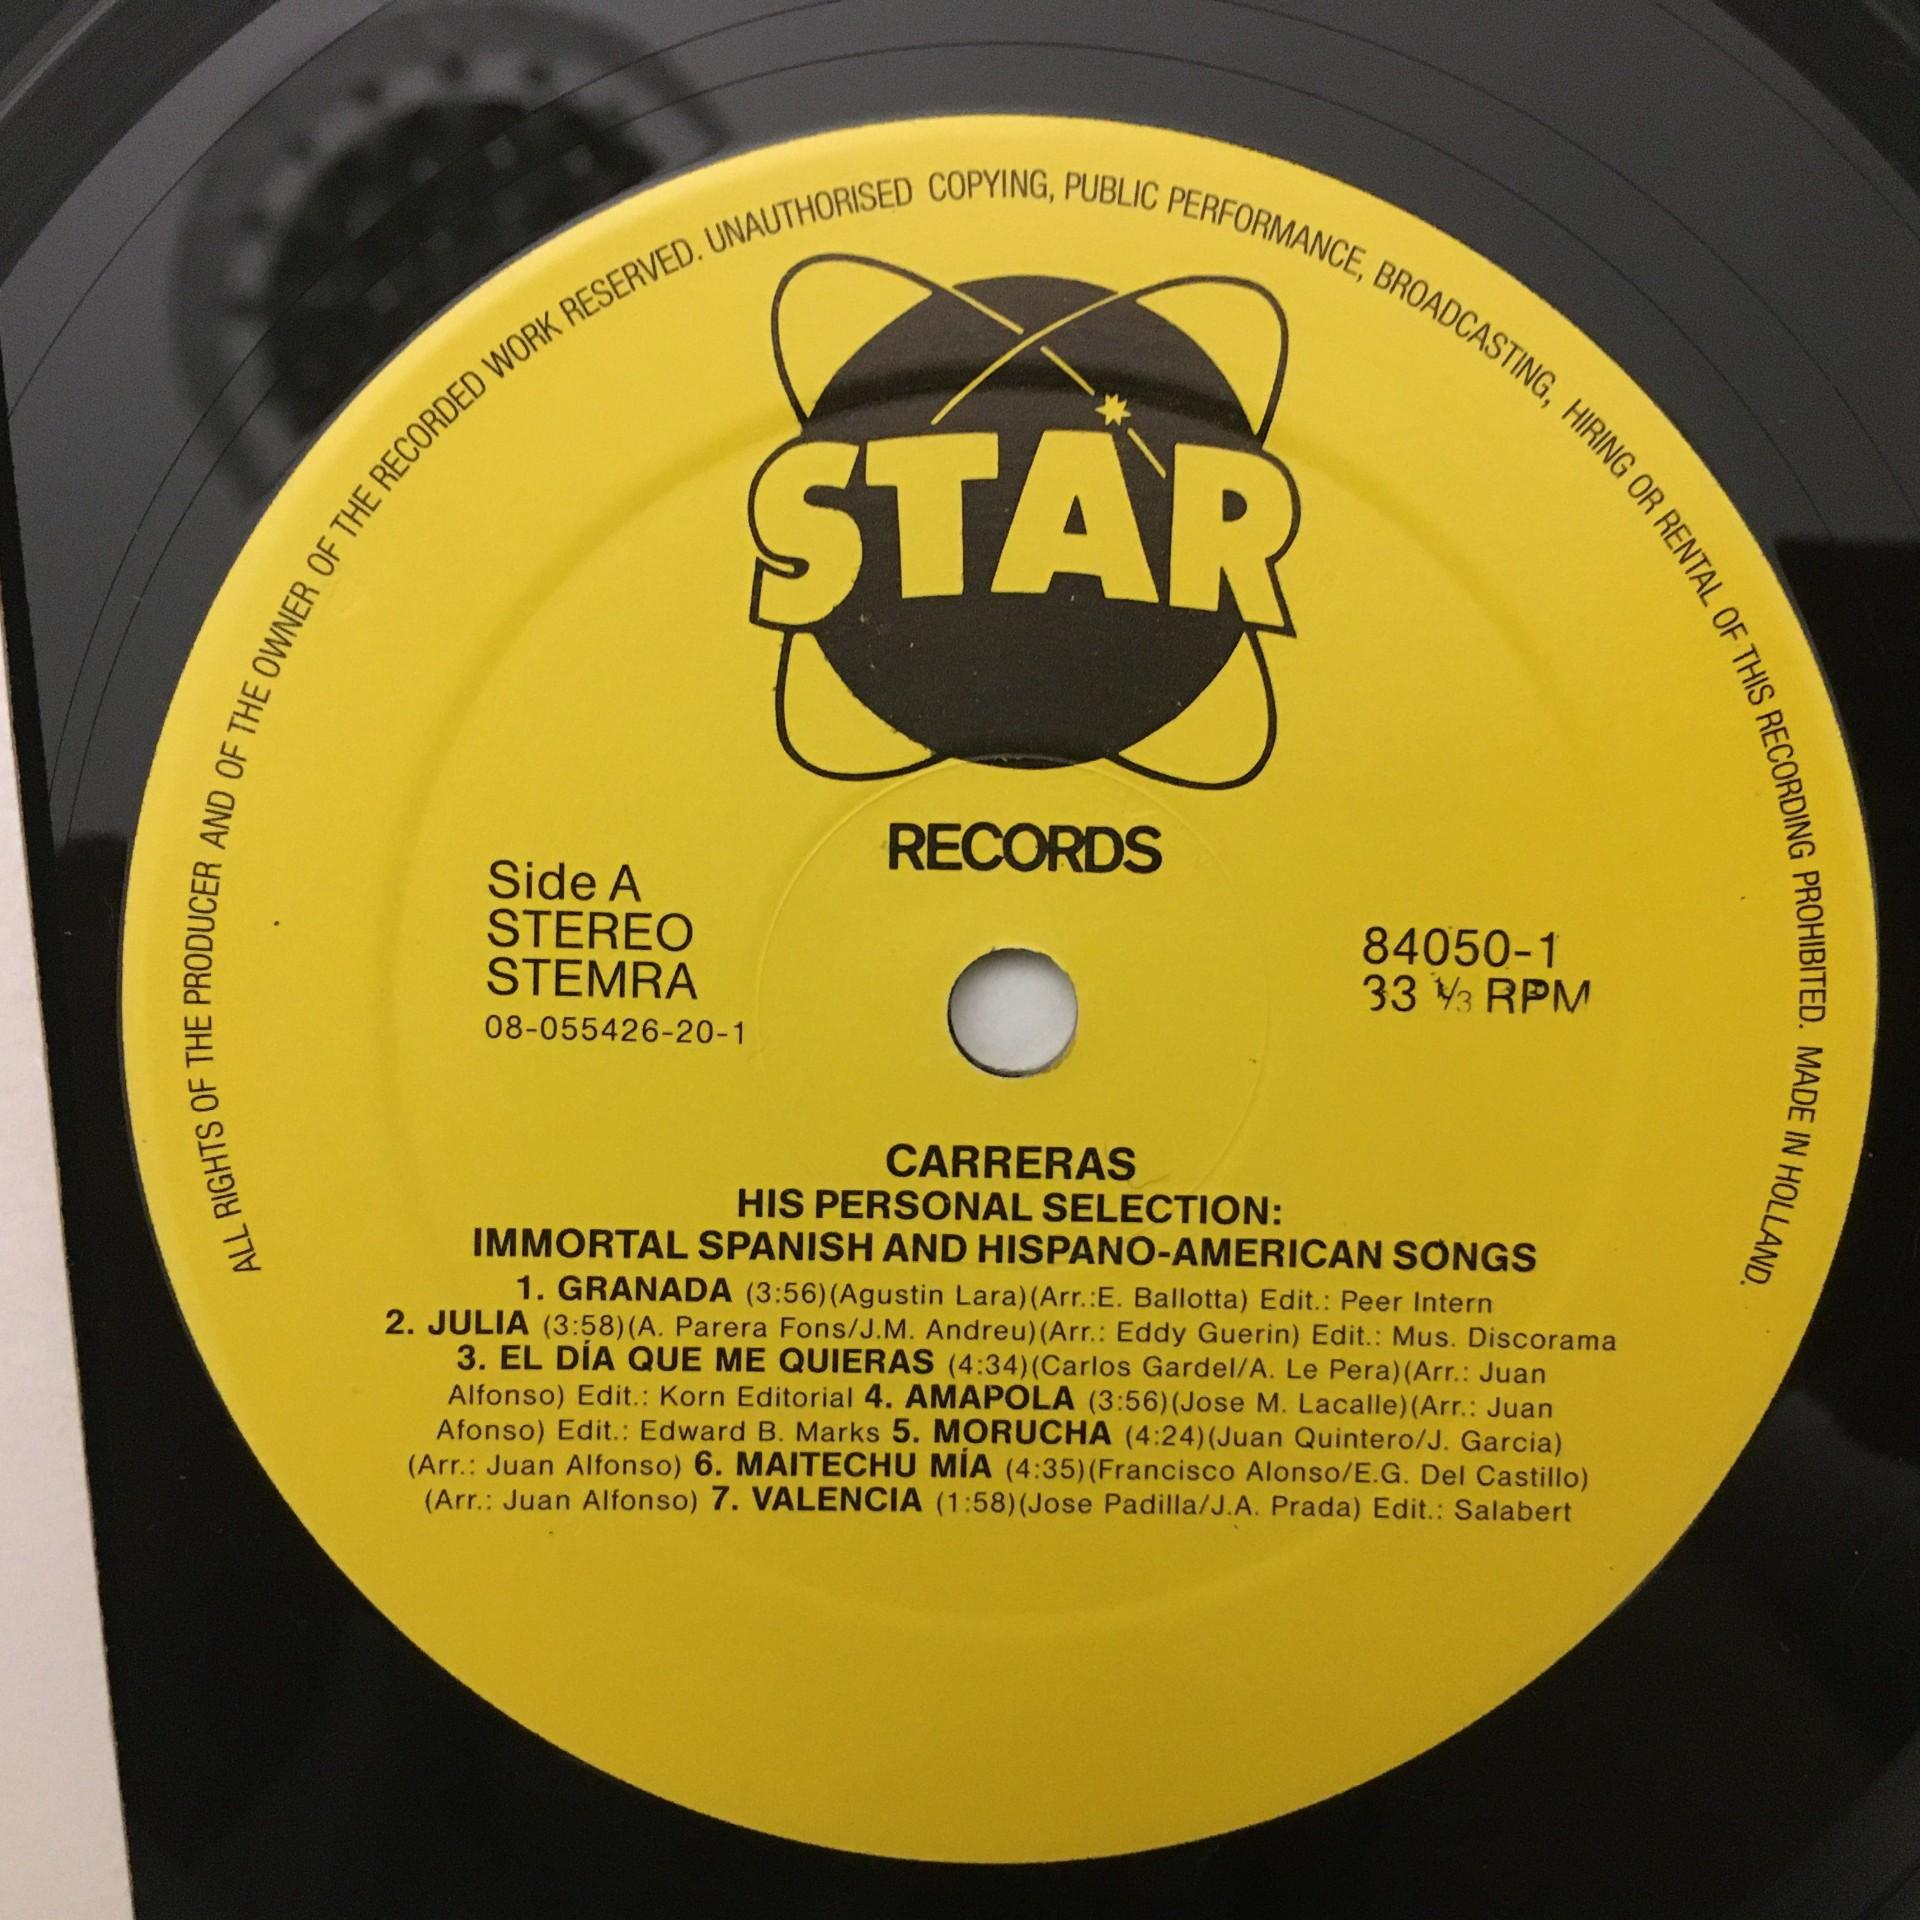 ALL RIGHTS OF THE PRODUCER AND OF THE OWNER OF THE RECORDED WORK RESERVED. UNAUTHORISED COPYING, PUBLIC PERFORMANCE, BROADCASTING, HIRING OR RENTAL OF THIS RECORDING PROHIBITED. MADE IN HOLLAND.
STAR
RECORDS
Side A
STEREO
STEMRA
08-055426-20-1
84050-1
33 1/3 RPM
CARRERAS
HIS PERSONAL SELECTION:
IMMORTAL SPANISH AND HISPANO-AMERICAN SONGS
1. GRANADA (3:56)(Agustin Lara)(Arr.:E. Ballotta) Edit.: Peer Intern
2. JULIA (3:58)(A. Parera Fons/J.M. Andreu)(Arr.: Eddy Guerin) Edit.: Mus. Discorama
3. EL DÍA QUE ME QUIERAS (4:34)(Carlos Gardel/A. Le Pera)(Arr.: Juan
Alfonso) Edit.: Korn Editorial 4. AMAPOLA (3:56)(Jose M. Lacalle)(Arr.: Juan
Afonso) Edit.: Edward B. Marks 5. MORUCHA (4:24)(Juan Quintero/J. Garcia)
(Arr.: Juan Alfonso) 6. MAITECHU MÍA (4:35)(Francisco Alonso/E.G. Del Castillo)
(Arr.: Juan Alfonso) 7. VALENCIA (1:58)(Jose Padilla/J.A. Prada) Edit.: Salabert